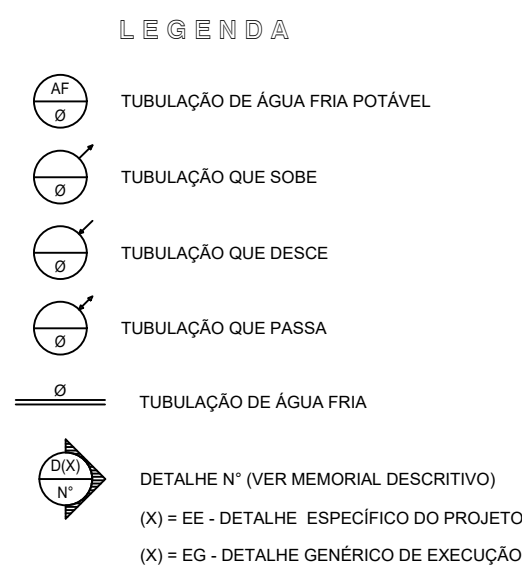 LEGENDA
AF
Ø
TUBULAÇÃO DE ÁGUA FRIA POTÁVEL
Ø
TUBULAÇÃO QUE SOBE
Ø
TUBULAÇÃO QUE DESCE
Ø
TUBULAÇÃO QUE PASSA
Ø
TUBULAÇÃO DE ÁGUA FRIA
D(X)
N°
DETALHE N° (VER MEMORIAL DESCRITIVO)
(X) = EE - DETALHE ESPECÍFICO DO PROJETO
(X) = EG - DETALHE GENÉRICO DE EXECUÇÃO